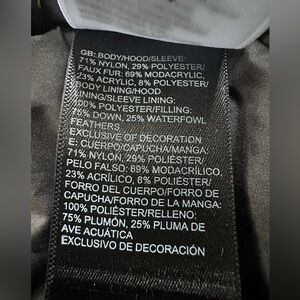 GB: BODY/HOOD/SLEEVE:
71% NYLON, 29% POLYESTER/
FAUX FUR: 69% MODACRYLIC,
23% ACRYLIC, 8% POLYESTER/
BODY LINING/HOOD
LINING/SLEEVE LINING:
100% POLYESTER/FILLING:
75% DOWN, 25% WATERFOWL
FEATHERS
EXCLUSIVE OF DECORATION
E: CUERPO/CAPUCHA/MANGA:
71% NYLON, 29% POLIÉSTER/
PELO FALSO: 69% MODACRÍLICO,
23% ACRÍLICO, 8% POLIÉSTER/
FORRO DEL CUERPO/FORRO DE
CAPUCHA/FORRO DE LA MANGA:
100% POLIÉSTER/RELLENO:
75% PLUMÓN, 25% PLUMA DE
AVE ACUÁTICA
EXCLUSIVO DE DECORACIÓN